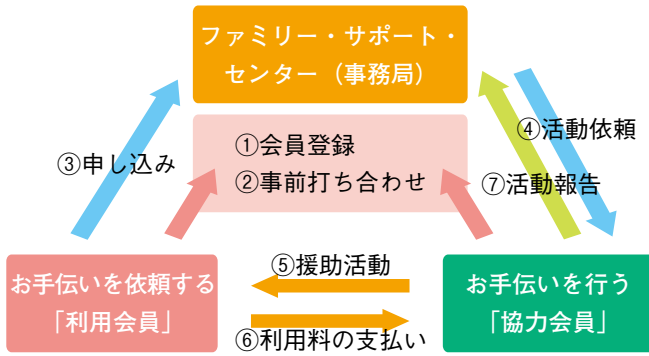 ファミリー・サポート・
センター（事務局）
①会員登録
②事前打ち合わせ
③申し込み
④活動依頼
⑦活動報告
お手伝いを依頼する
「利用会員」
⑤援助活動
⑥利用料の支払い
お手伝いを行う
「協力会員」